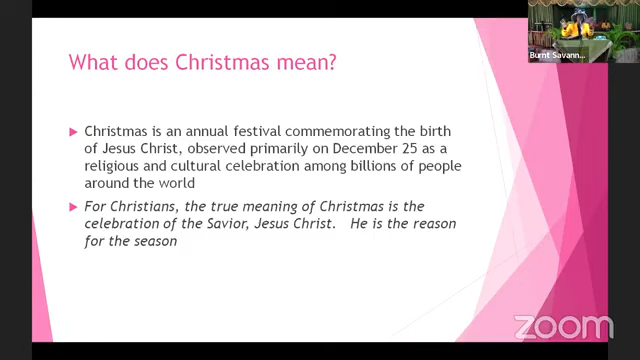 Burnt Savann...
What does Christmas mean?
Christmas is an annual festival commemorating the birth
of Jesus Christ, observed primarily on December 25 as a
religious and cultural celebration among billions of people
around the world
For Christians, the true meaning of Christmas is the
celebration of the Savior, Jesus Christ. He is the reason
for the season
zoom